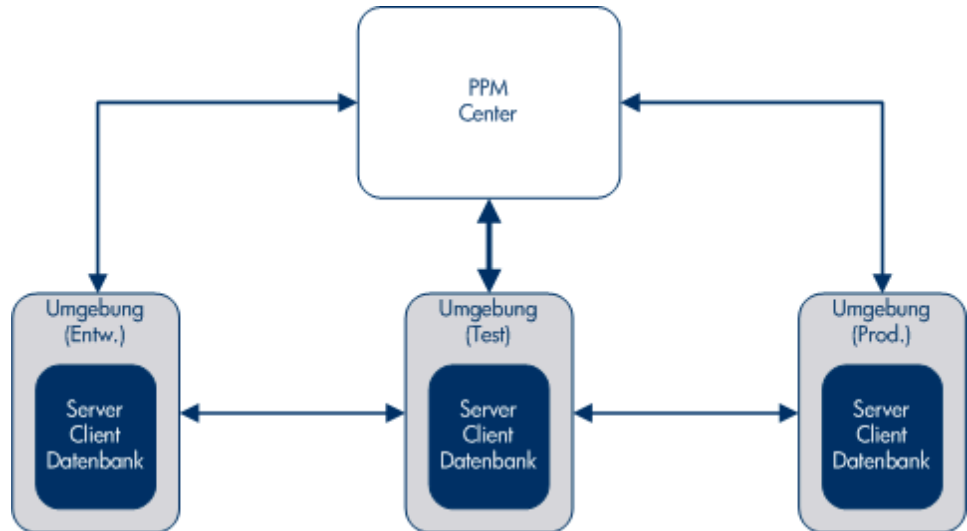 PPM
Center
Umgebung
(Entw.)
Server
Client
Datenbank
Umgebung
(Test)
Server
Client
Datenbank
Umgebung
(Prod.)
Server
Client
Datenbank